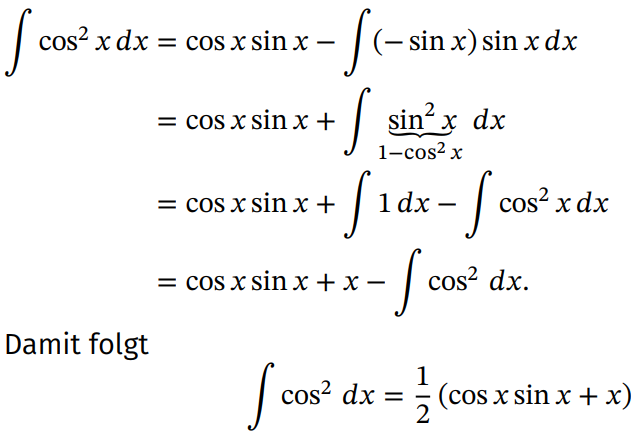 ∫ cos² x dx = cos x sin x − ∫ (− sin x) sin x dx
= cos x sin x + ∫ sin² x dx
1−cos² x
= cos x sin x + ∫ 1 dx − ∫ cos² x dx
= cos x sin x + x − ∫ cos² dx.
Damit folgt
∫ cos² dx = 1/2 (cos x sin x + x)